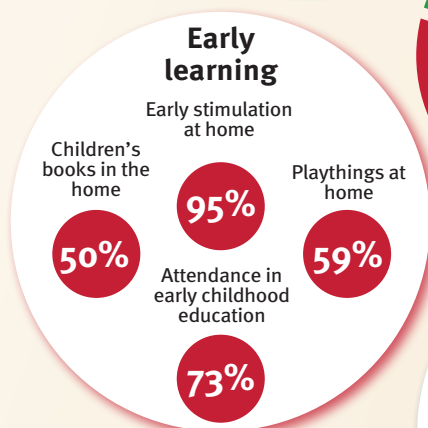 Early
learning
Early stimulation
at home
95%
Children’s
books in the
home
50%
Playthings at
home
59%
Attendance in
early childhood
education
73%